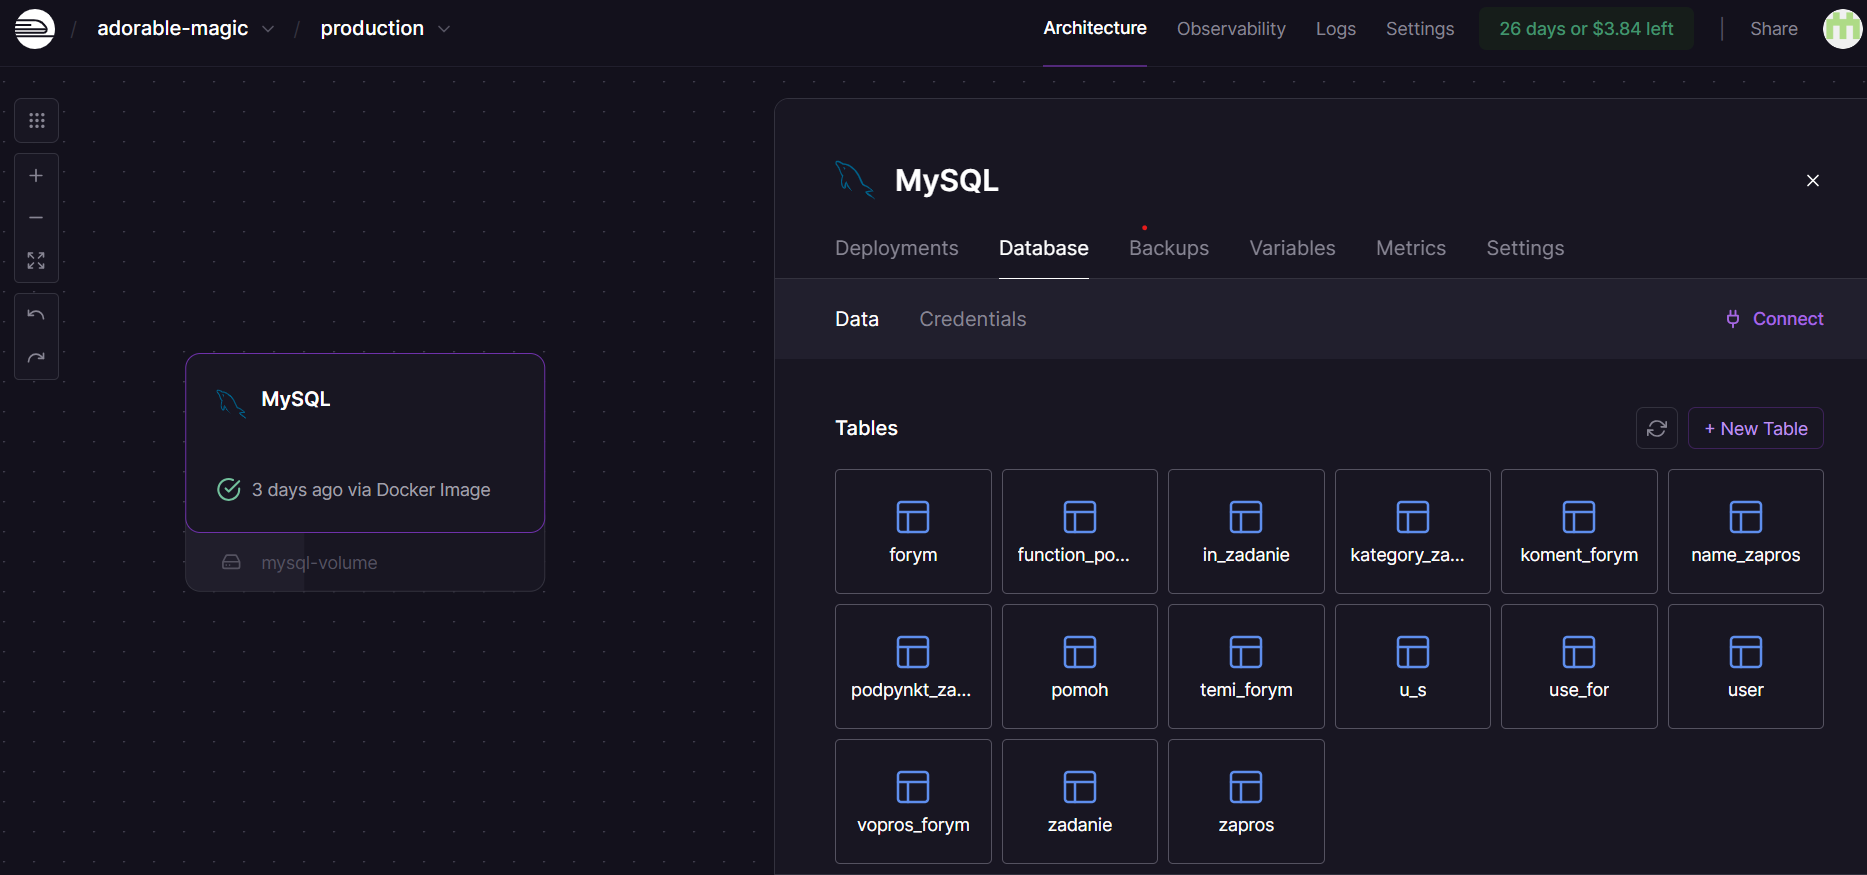 / adorable-magic / production Architecture Observability Logs Settings 26 days or $3.84 left Share
MySQL
Deployments Database Backups Variables Metrics Settings
Data Credentials Connect
MySQL
3 days ago via Docker Image
mysql-volume
Tables + New Table
forym function_po... in_zadanie kategory_za... koment_forym name_zapros
podpynkt_za... pomoh temi_forym u_s use_for user
vopros_forym zadanie zapros